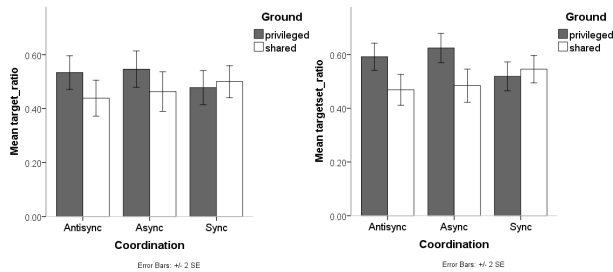 Ground
privileged
shared
Mean target_ratio
0.60
0.40
0.20
0.00
Antisync Async Sync
Coordination
Error Bars: +/- 2 SE
Ground
privileged
shared
Mean targetset_ratio
0.60
0.40
0.20
0.00
Antisync Async Sync
Coordination
Error Bars: +/- 2 SE